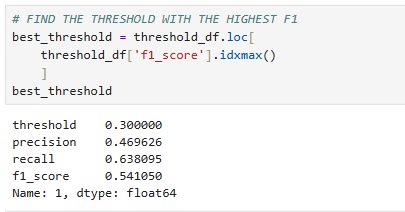 # FIND THE THRESHOLD WITH THE HIGHEST F1
best_threshold = threshold_df.loc[
    threshold_df['f1_score'].idxmax()
    ]
best_threshold
threshold    0.300000
precision    0.469626
recall       0.638095
f1_score     0.541050
Name: 1, dtype: float64